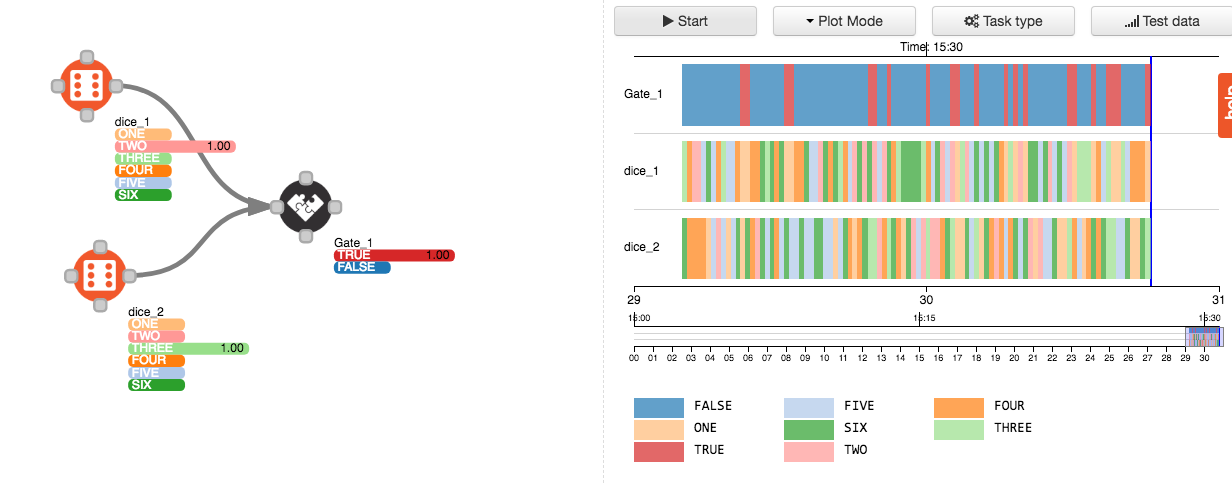 dice_1
ONE
TWO 1.00
THREE
FOUR
FIVE
SIX
Gate_1
TRUE 1.00
FALSE
dice_2
ONE
TWO
THREE 1.00
FOUR
FIVE
SIX
Start Plot Mode Task type Test data
Time: 15:30
help
Gate_1
dice_1
dice_2
29 30 31
15:00 15:15 15:30
00 01 02 03 04 05 06 07 08 09 10 11 12 13 14 15 16 17 18 19 20 21 22 23 24 25 26 27 28 29 30
FALSE FIVE FOUR
ONE SIX THREE
TRUE TWO